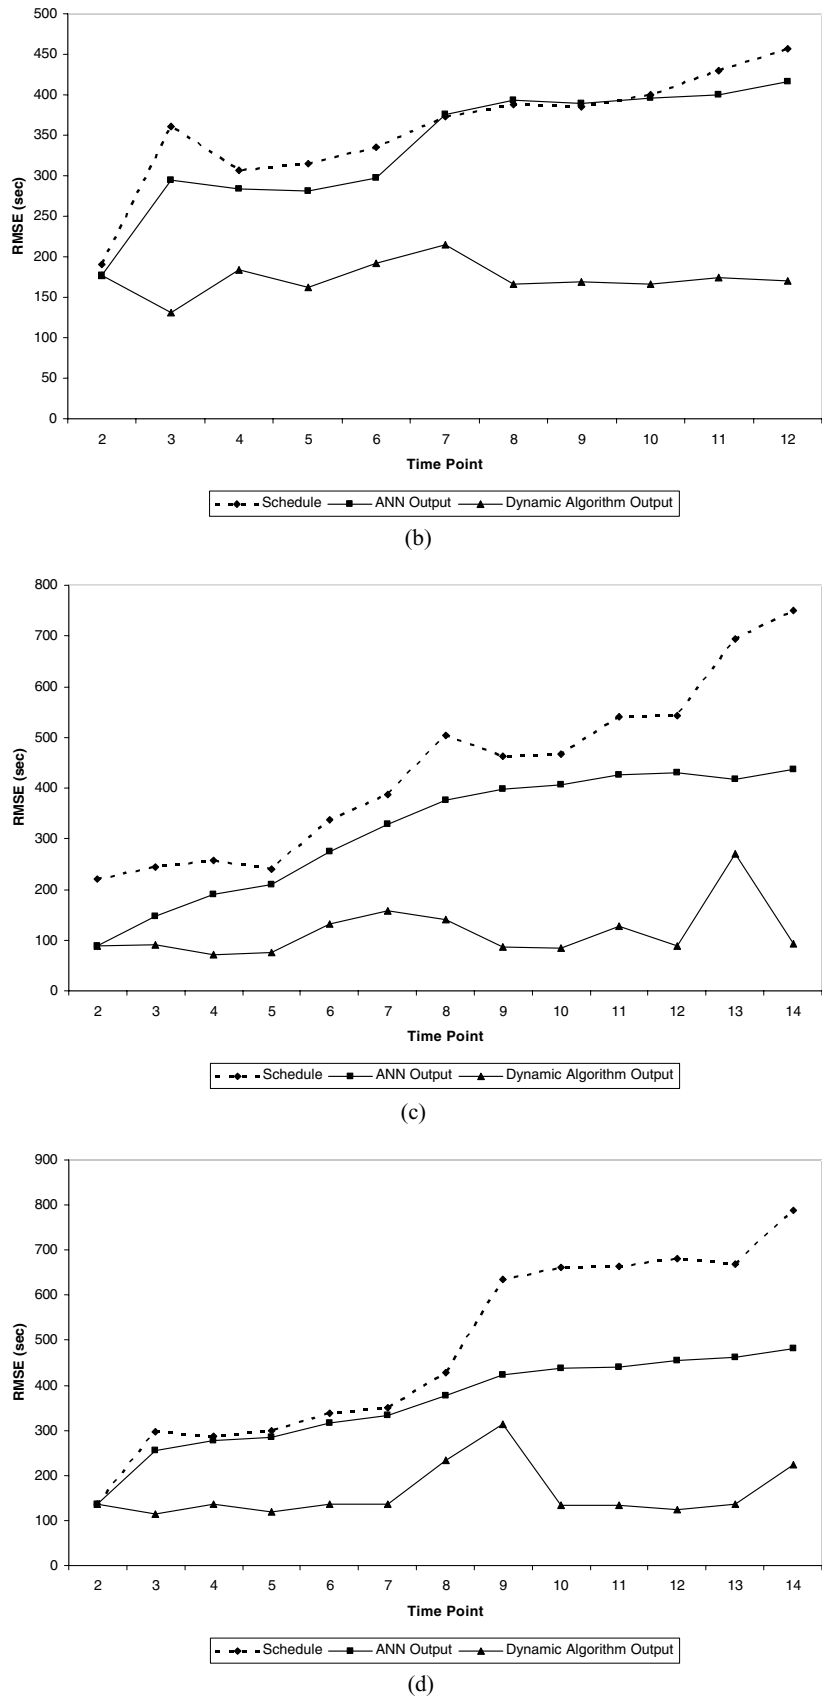 500
450
400
350
300
250
200
150
100
50
0
RMSE (sec)
2 3 4 5 6 7 8 9 10 11 12
Time Point
Schedule ANN Output Dynamic Algorithm Output
(b)
800
700
600
500
400
300
200
100
0
RMSE (sec)
2 3 4 5 6 7 8 9 10 11 12 13 14
Time Point
Schedule ANN Output Dynamic Algorithm Output
(c)
900
800
700
600
500
400
300
200
100
0
RMSE (sec)
2 3 4 5 6 7 8 9 10 11 12 13 14
Time Point
Schedule ANN Output Dynamic Algorithm Output
(d)